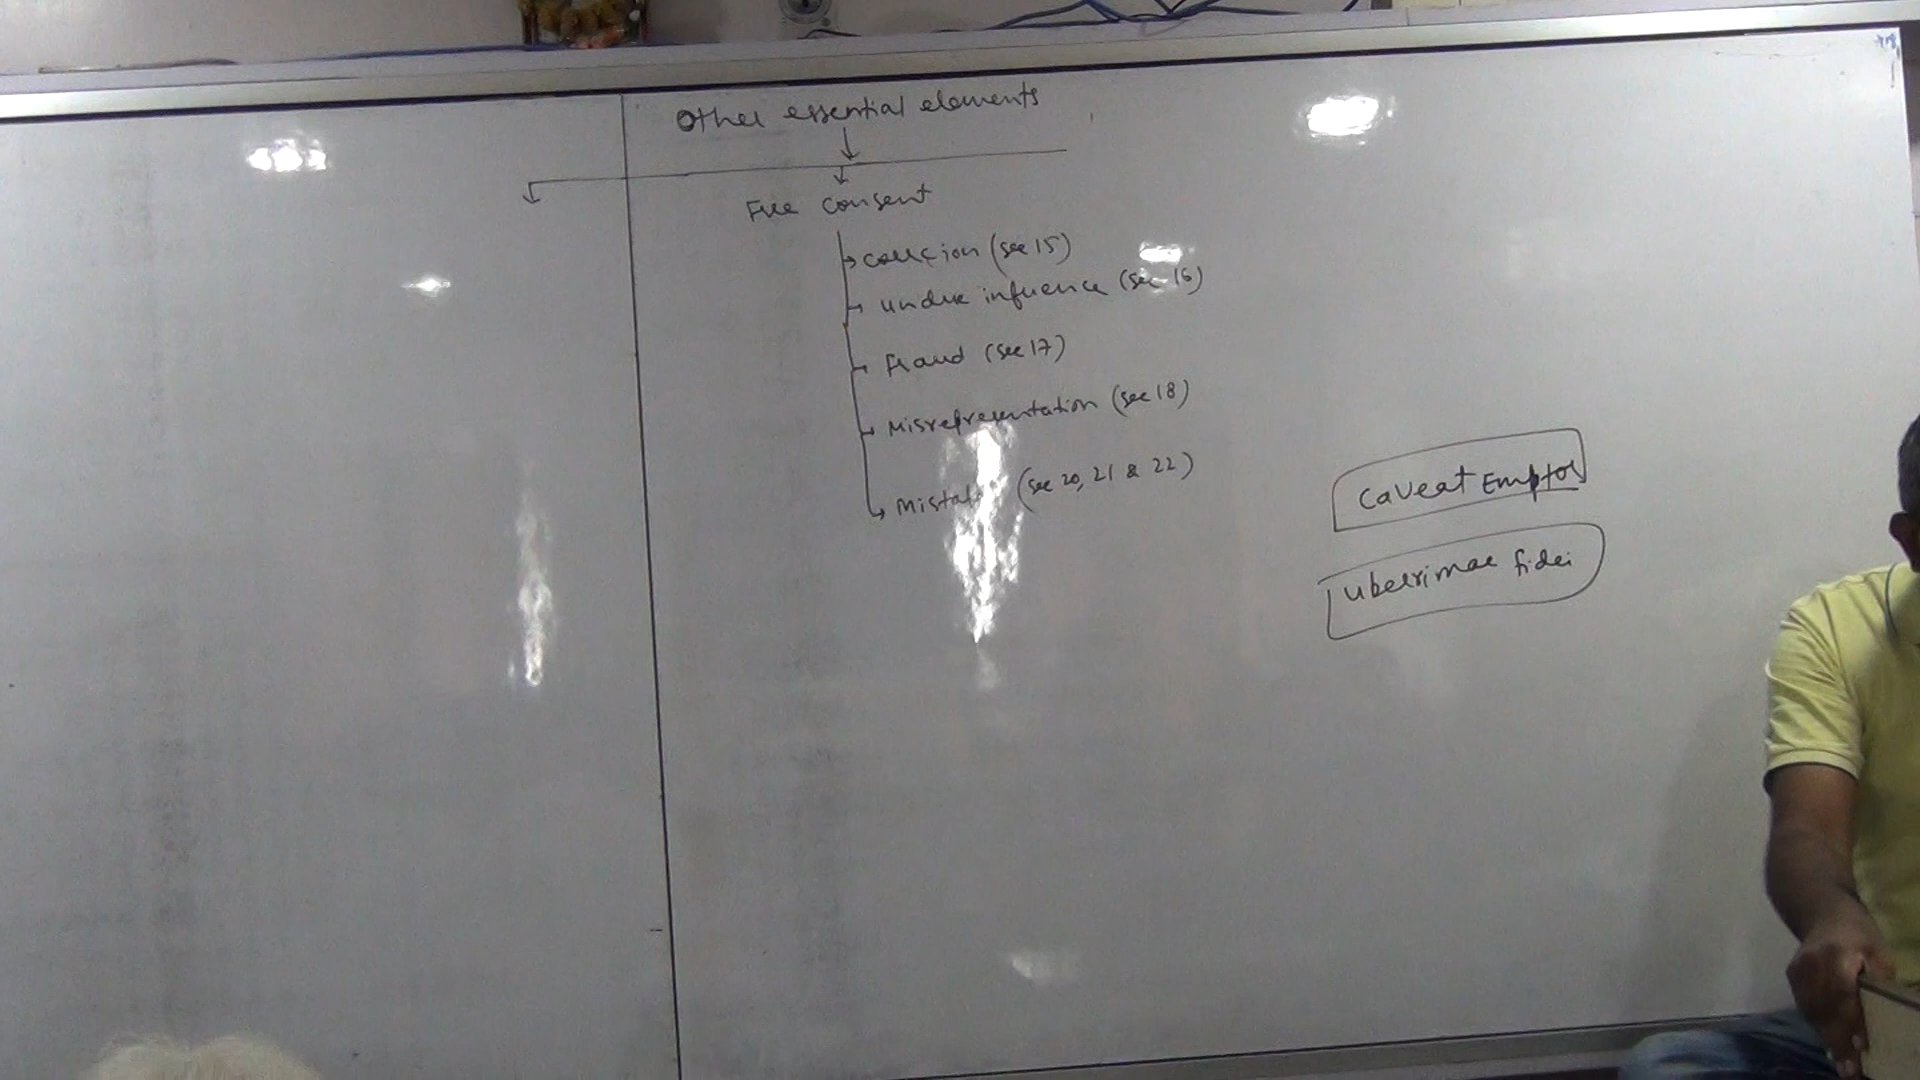 Other essential elements
Free consent
coercion (sec 15)
undue influence (sec 16)
fraud (sec 17)
Misrepresentation (sec 18)
Mistake (sec 20, 21 & 22)
Caveat Emptor
uberrimae fidei